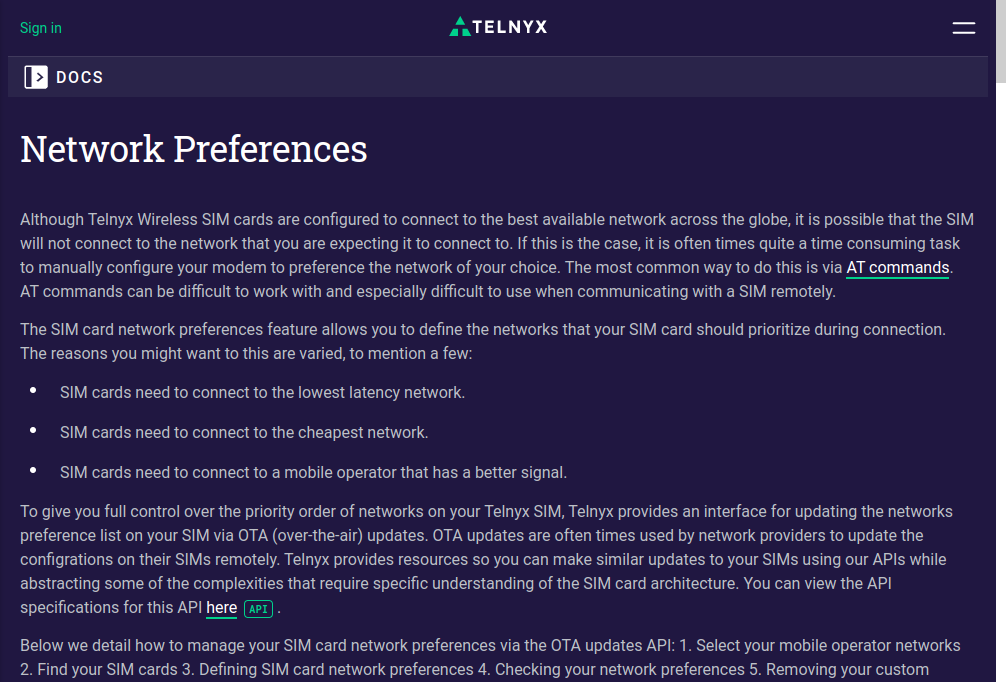 Sign in
TELNYX
DOCS
Network Preferences
Although Telnyx Wireless SIM cards are configured to connect to the best available network across the globe, it is possible that the SIM
will not connect to the network that you are expecting it to connect to. If this is the case, it is often times quite a time consuming task
to manually configure your modem to preference the network of your choice. The most common way to do this is via AT commands.
AT commands can be difficult to work with and especially difficult to use when communicating with a SIM remotely.
The SIM card network preferences feature allows you to define the networks that your SIM card should prioritize during connection.
The reasons you might want to this are varied, to mention a few:
SIM cards need to connect to the lowest latency network.
SIM cards need to connect to the cheapest network.
SIM cards need to connect to a mobile operator that has a better signal.
To give you full control over the priority order of networks on your Telnyx SIM, Telnyx provides an interface for updating the networks
preference list on your SIM via OTA (over-the-air) updates. OTA updates are often times used by network providers to update the
configrations on their SIMs remotely. Telnyx provides resources so you can make similar updates to your SIMs using our APIs while
abstracting some of the complexities that require specific understanding of the SIM card architecture. You can view the API
specifications for this API here API .
Below we detail how to manage your SIM card network preferences via the OTA updates API: 1. Select your mobile operator networks
2. Find your SIM cards 3. Defining SIM card network preferences 4. Checking your network preferences 5. Removing your custom